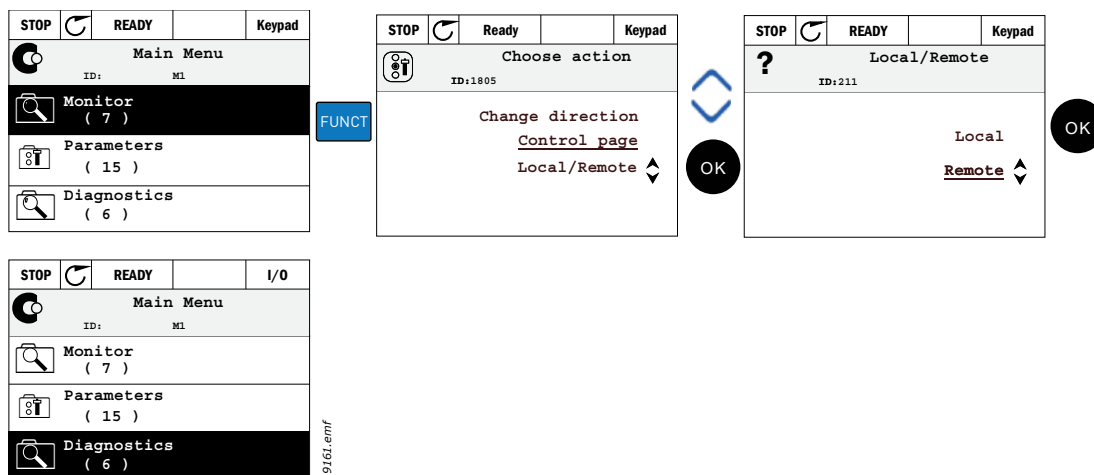 STOP READY Keypad
Main Menu
ID: M1
Monitor
( 7 )
Parameters
( 15 )
Diagnostics
( 6 )
FUNCT
STOP Ready Keypad
Choose action
ID:1805
Change direction
Control page
Local/Remote
OK
STOP READY Keypad
?
Local/Remote
ID:211
Local
Remote
OK
STOP READY I/O
Main Menu
ID: M1
Monitor
( 7 )
Parameters
( 15 )
Diagnostics
( 6 )
9161.emf